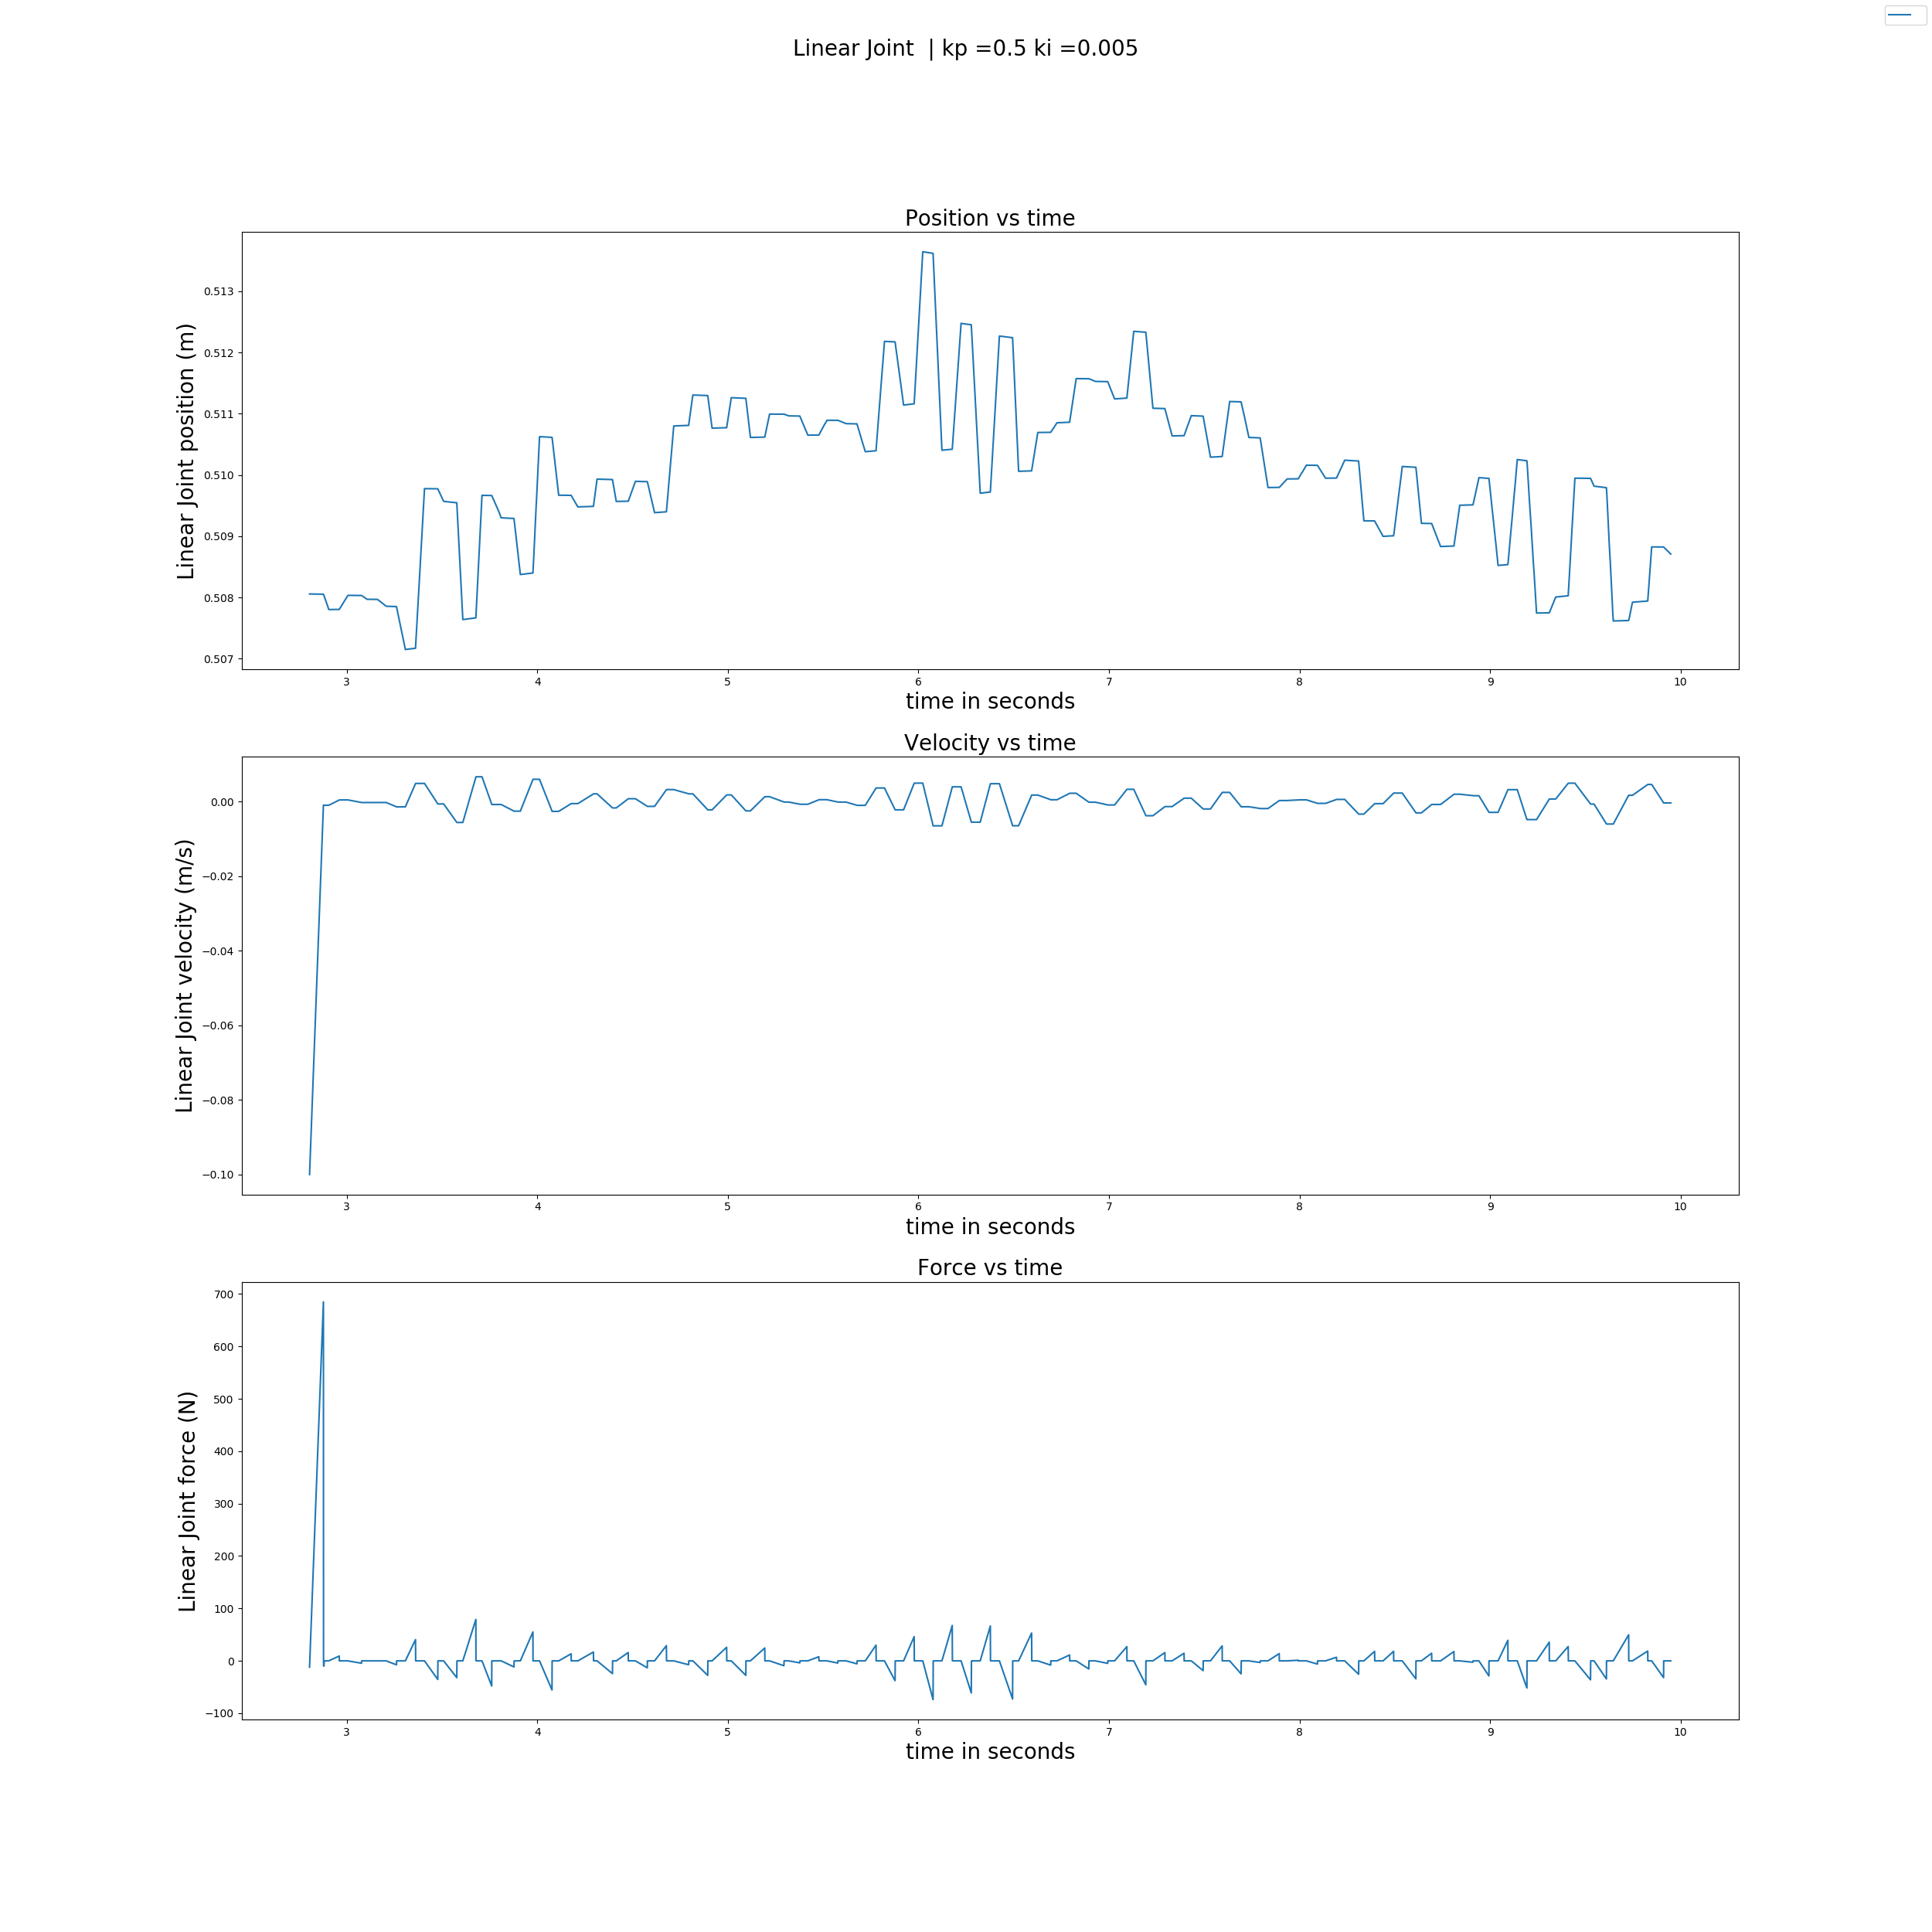 Linear Joint  | kp =0.5 ki =0.005
Position vs time
Linear Joint position (m)
0.513
0.512
0.511
0.510
0.509
0.508
0.507
3 4 5 6 7 8 9 10
time in seconds
Velocity vs time
Linear Joint velocity (m/s)
0.00
−0.02
−0.04
−0.06
−0.08
−0.10
3 4 5 6 7 8 9 10
time in seconds
Force vs time
Linear Joint force (N)
700
600
500
400
300
200
100
0
−100
3 4 5 6 7 8 9 10
time in seconds